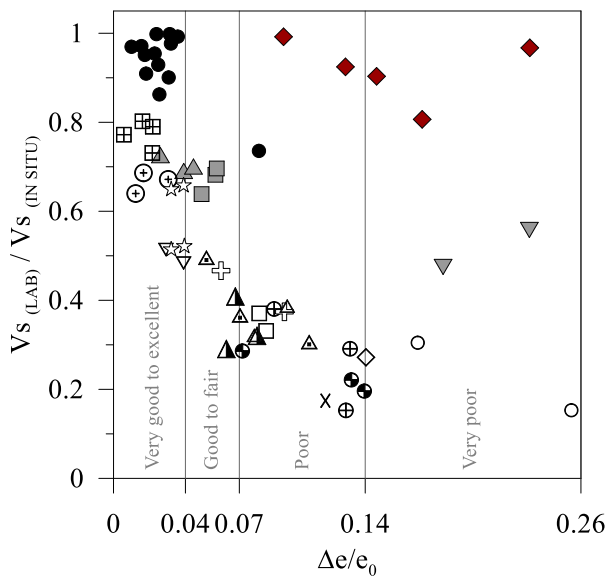 Vs (LAB) / Vs (IN SITU)
1
0.8
0.6
0.4
0.2
0
Very good to excellent
Good to fair
Poor
Very poor
0 0.04 0.07 0.14 0.26
Δe/e0